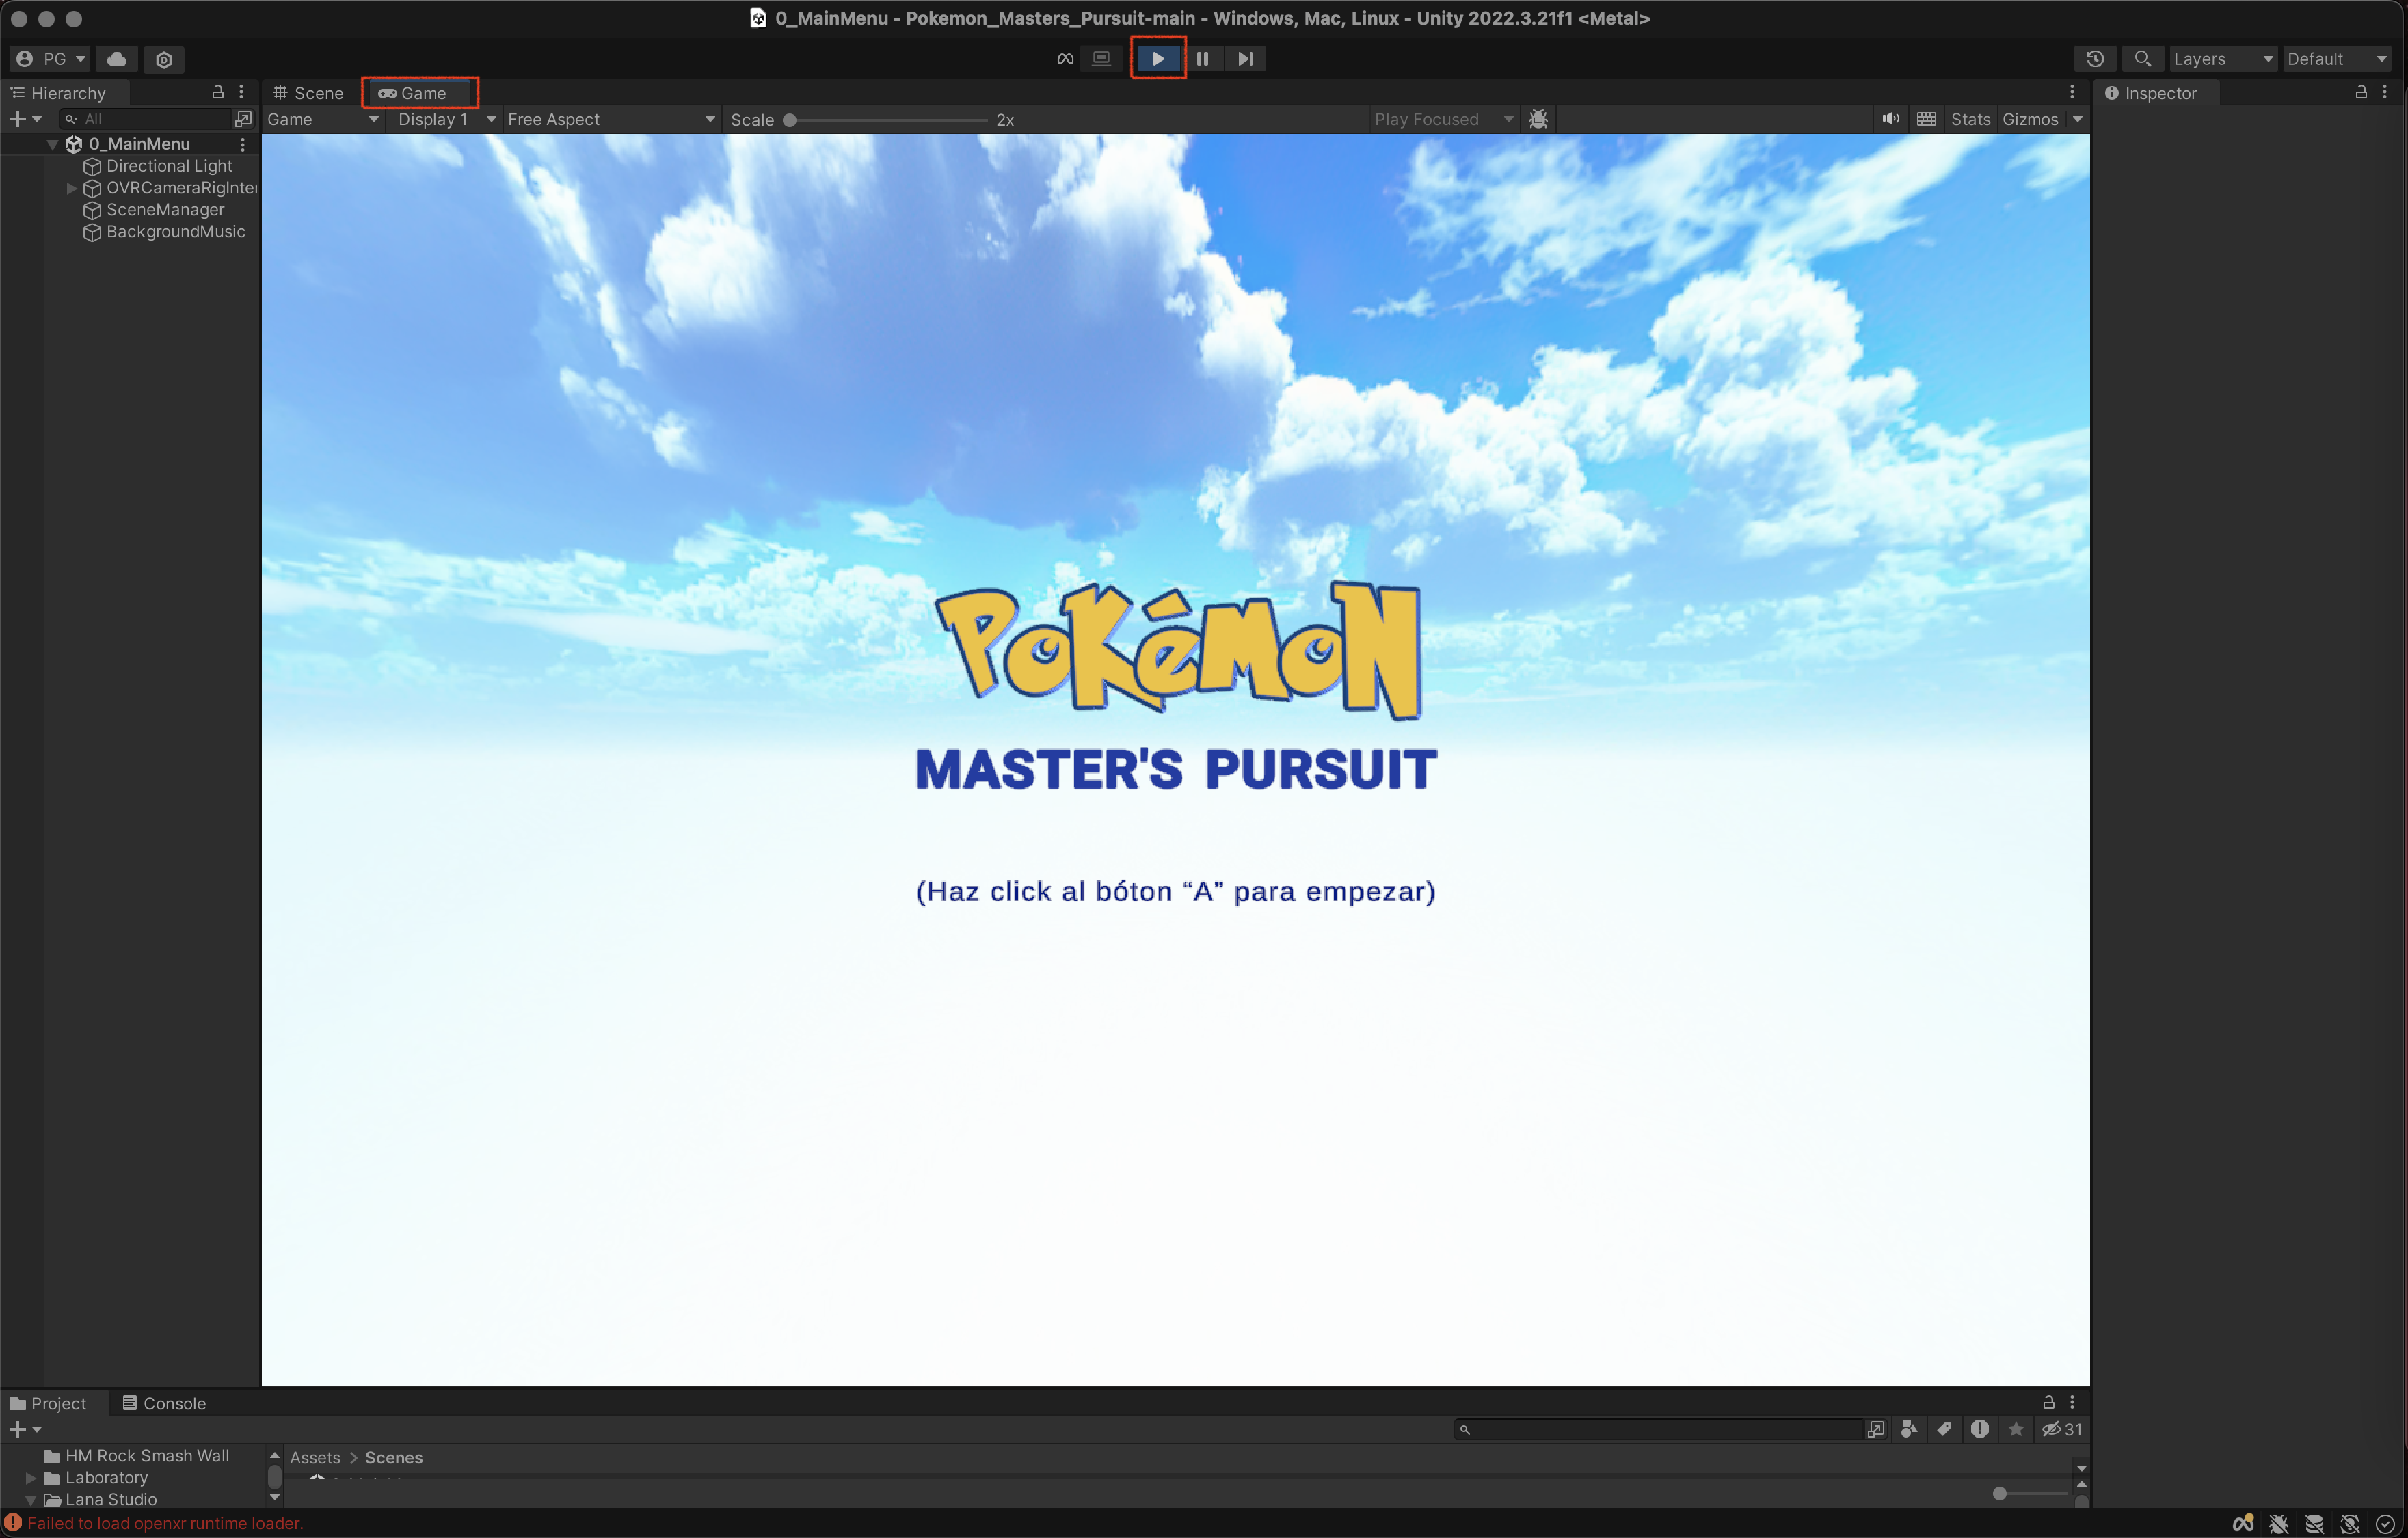 0_MainMenu - Pokemon_Masters_Pursuit-main - Windows, Mac, Linux - Unity 2022.3.21f1 <Metal>
PG
Layers
Default
Hierarchy
Scene
Game
Inspector
All
Game
Display 1
Free Aspect
Scale
2x
Play Focused
Stats
Gizmos
0_MainMenu
Directional Light
OVRCameraRigInter
SceneManager
BackgroundMusic
POKéMON
MASTER'S PURSUIT
(Haz click al bóton “A” para empezar)
Project
Console
31
HM Rock Smash Wall
Laboratory
Lana Studio
Assets > Scenes
Failed to load openxr runtime loader.